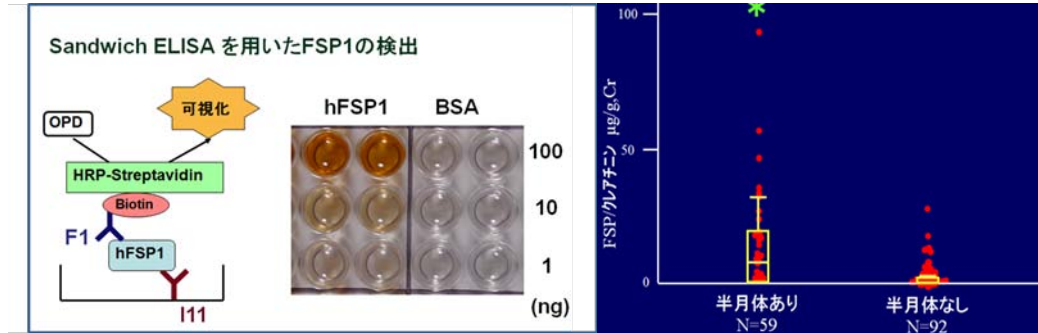 Sandwich ELISA を用いたFSP1の検出
可視化
OPD
HRP-Streptavidin
Biotin
F1
hFSP1
I11
hFSP1 BSA
100
10
1
(ng)
100
50
0
FSP/クレアチニン μg/g,Cr
*
半月体あり
N=59
半月体なし
N=92